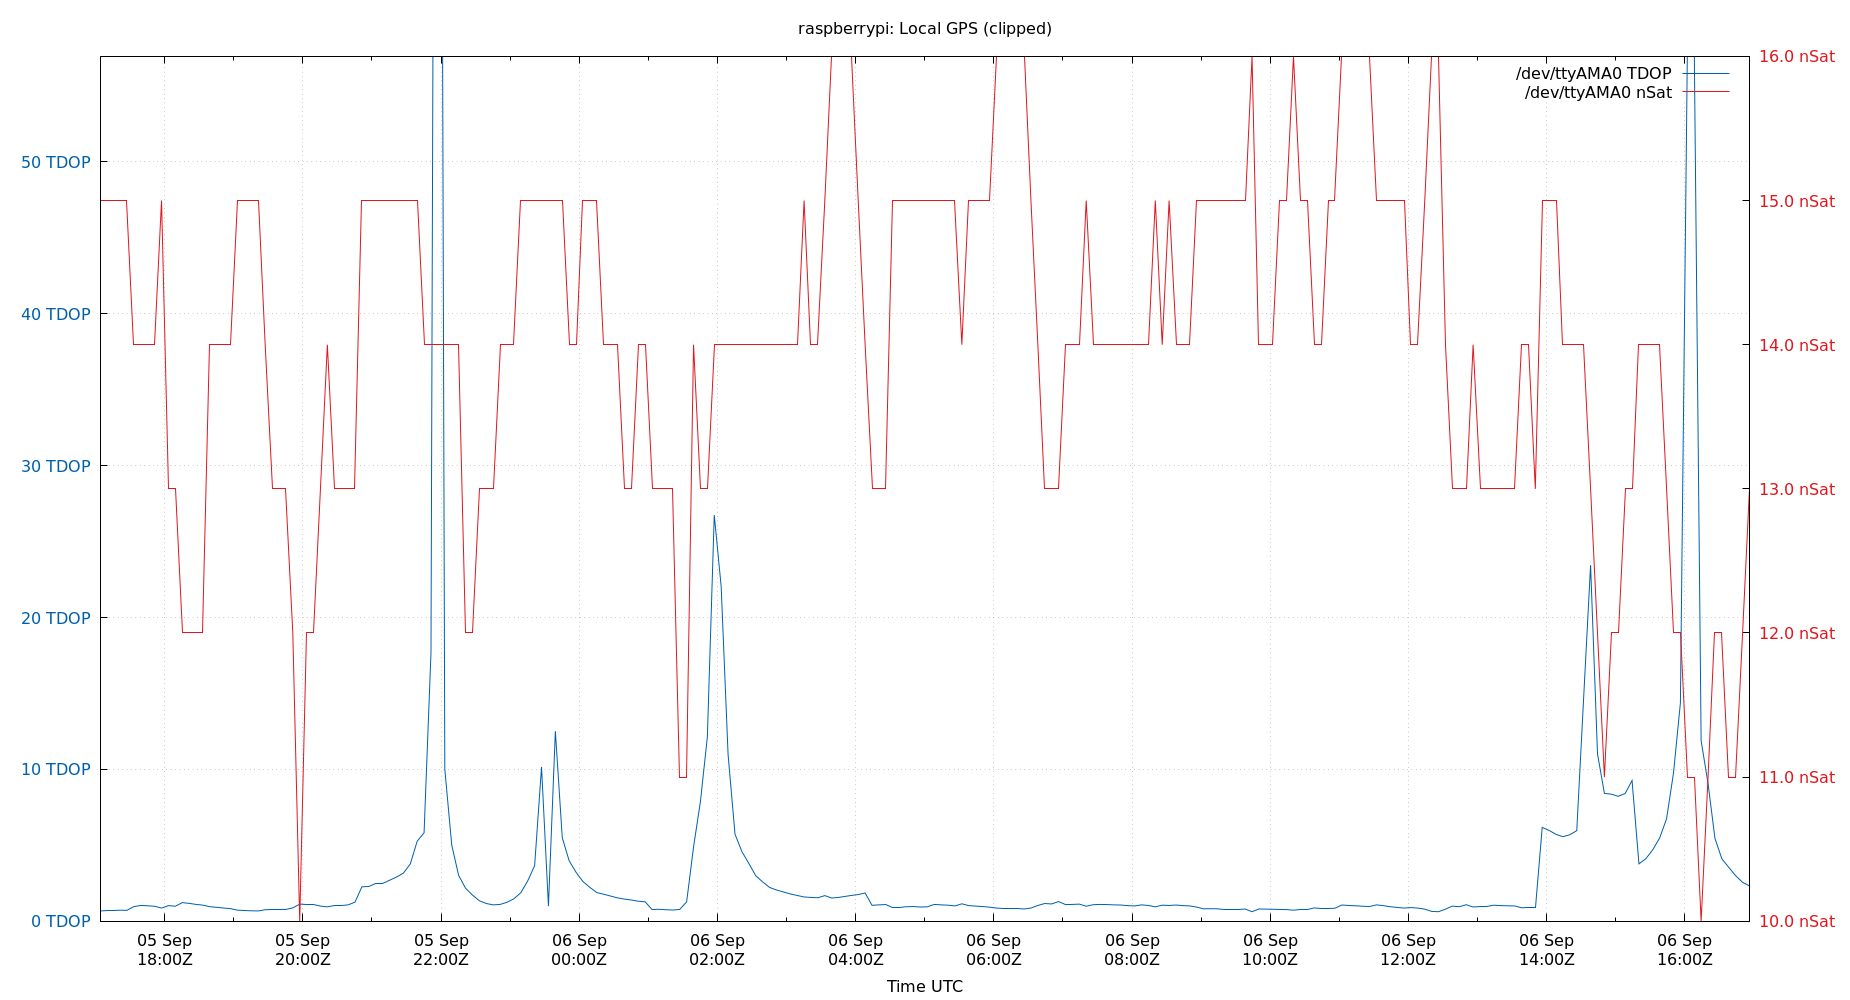 raspberrypi: Local GPS (clipped)
/dev/ttyAMA0 TDOP
/dev/ttyAMA0 nSat
50 TDOP
40 TDOP
30 TDOP
20 TDOP
10 TDOP
0 TDOP
16.0 nSat
15.0 nSat
14.0 nSat
13.0 nSat
12.0 nSat
11.0 nSat
10.0 nSat
05 Sep
18:00Z
05 Sep
20:00Z
05 Sep
22:00Z
06 Sep
00:00Z
06 Sep
02:00Z
06 Sep
04:00Z
06 Sep
06:00Z
06 Sep
08:00Z
06 Sep
10:00Z
06 Sep
12:00Z
06 Sep
14:00Z
06 Sep
16:00Z
Time UTC